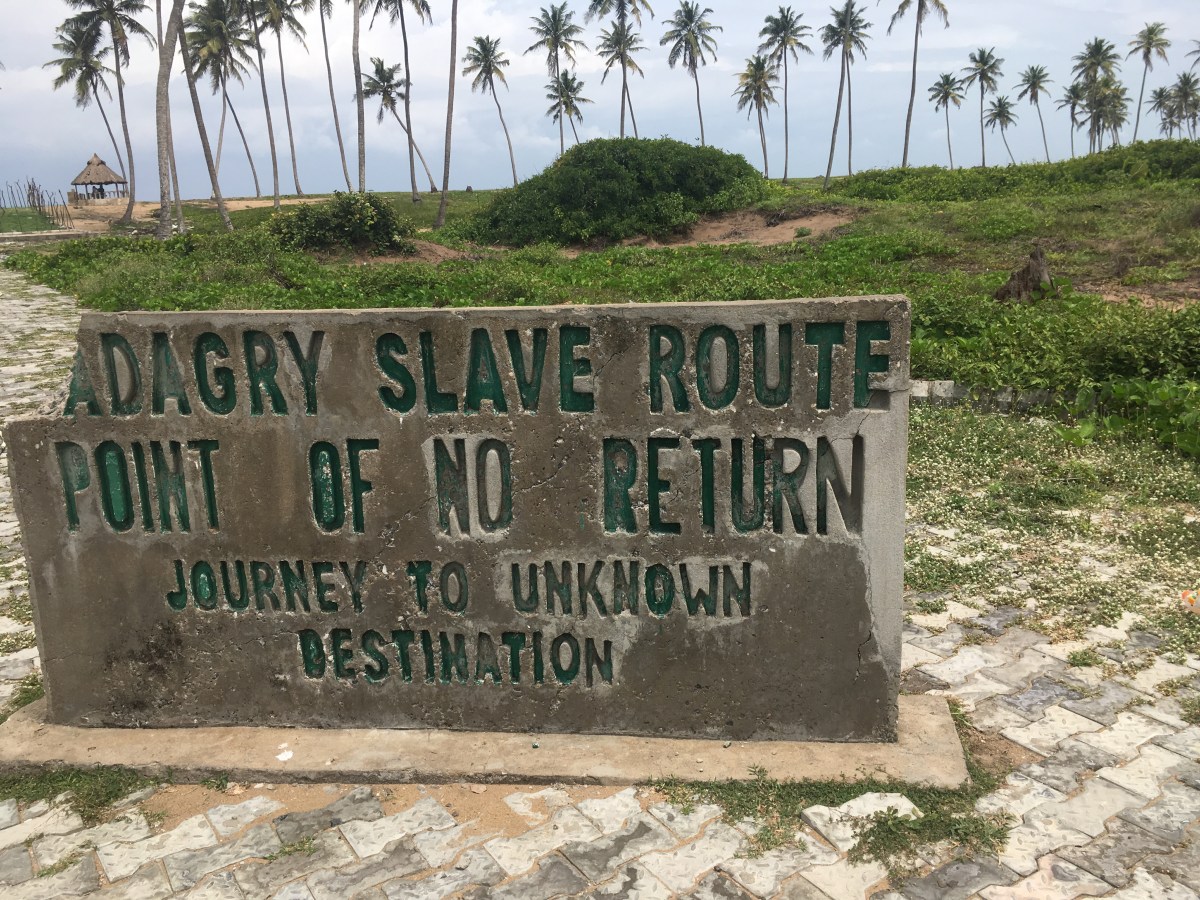 ADAGRY SLAVE ROUTE
POINT OF NO RETURN
JOURNEY TO UNKNOWN
DESTINATION